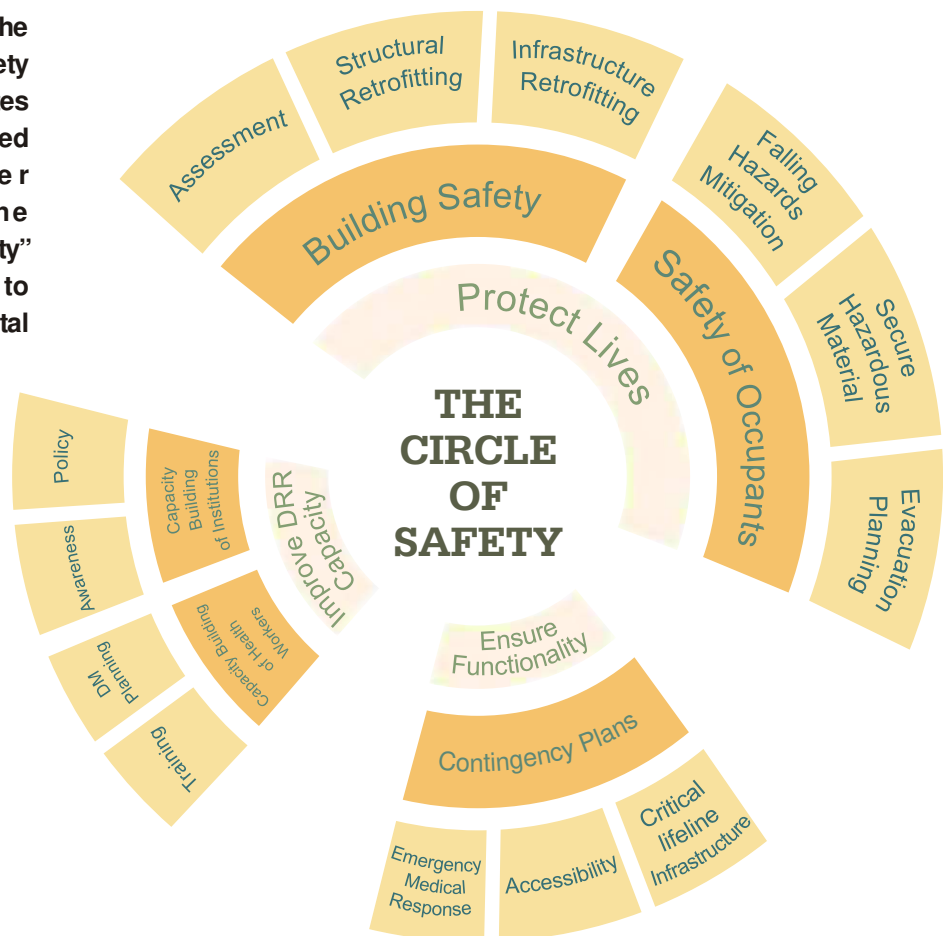 he
ety
res
ed
e r
ne
ty”
to
tal
Assessment
Structural
Retrofitting
Infrastructure
Retrofitting
Building Safety
Falling
Hazards
Mitigation
Secure
Hazardous
Material
Evacuation
Planning
Safety of Occupants
Protect Lives
THE
CIRCLE
OF
SAFETY
Policy
Awareness
DM
Planning
Training
Capacity
Building
of Institutions
Capacity Building
of Health
Workers
Improve DRR
Capacity
Ensure
Functionality
Contingency Plans
Emergency
Medical
Response
Accessibility
Critical
lifeline
Infrastructure